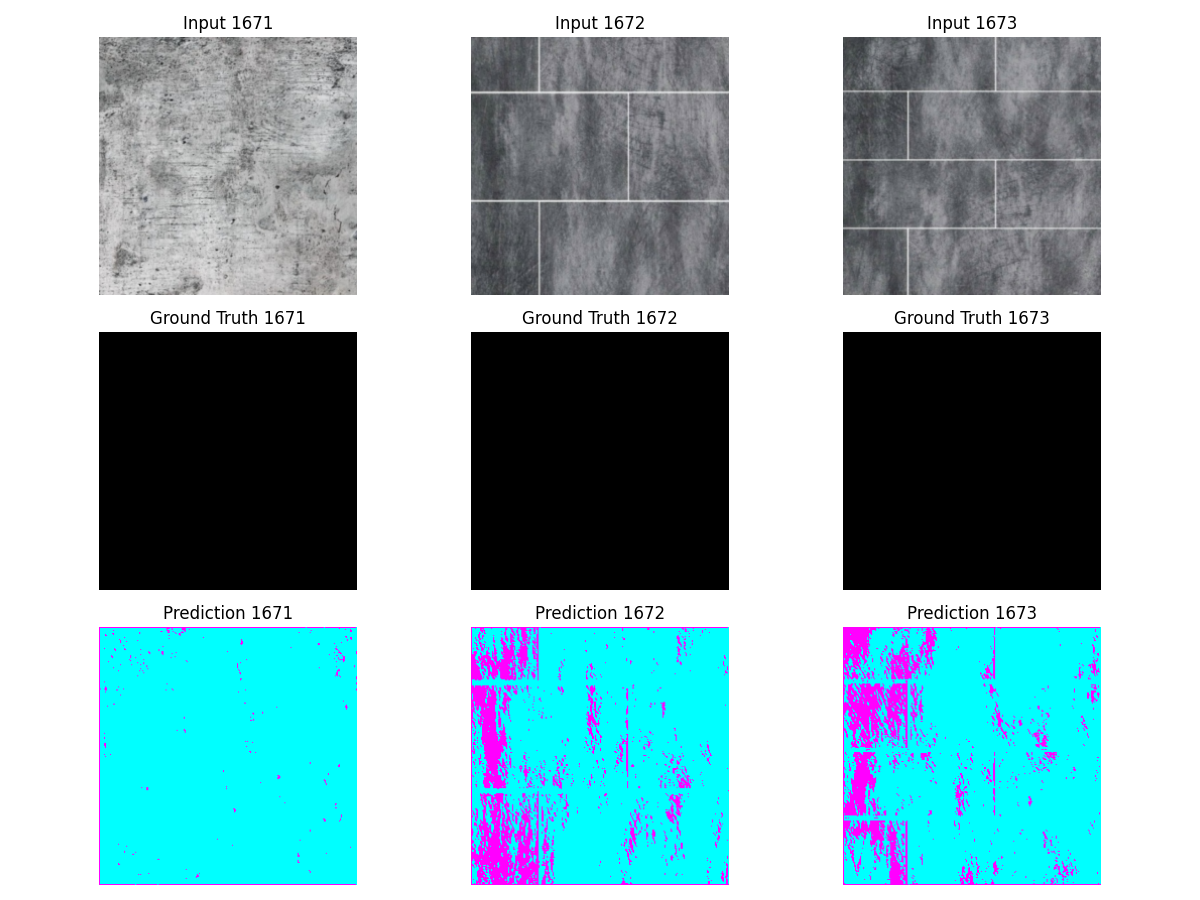 Input 1671
Input 1672
Input 1673
Ground Truth 1671
Ground Truth 1672
Ground Truth 1673
Prediction 1671
Prediction 1672
Prediction 1673